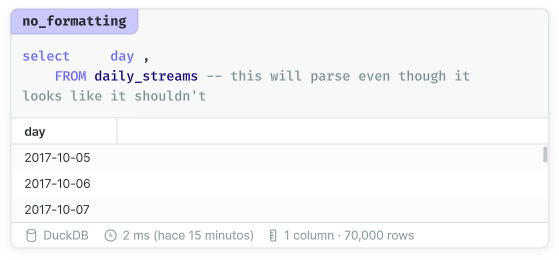 no_formatting
select     day ,
    FROM daily_streams -- this will parse even though it
looks like it shouldn't
day
2017-10-05
2017-10-06
2017-10-07
DuckDB 2 ms (hace 15 minutos) 1 column · 70,000 rows